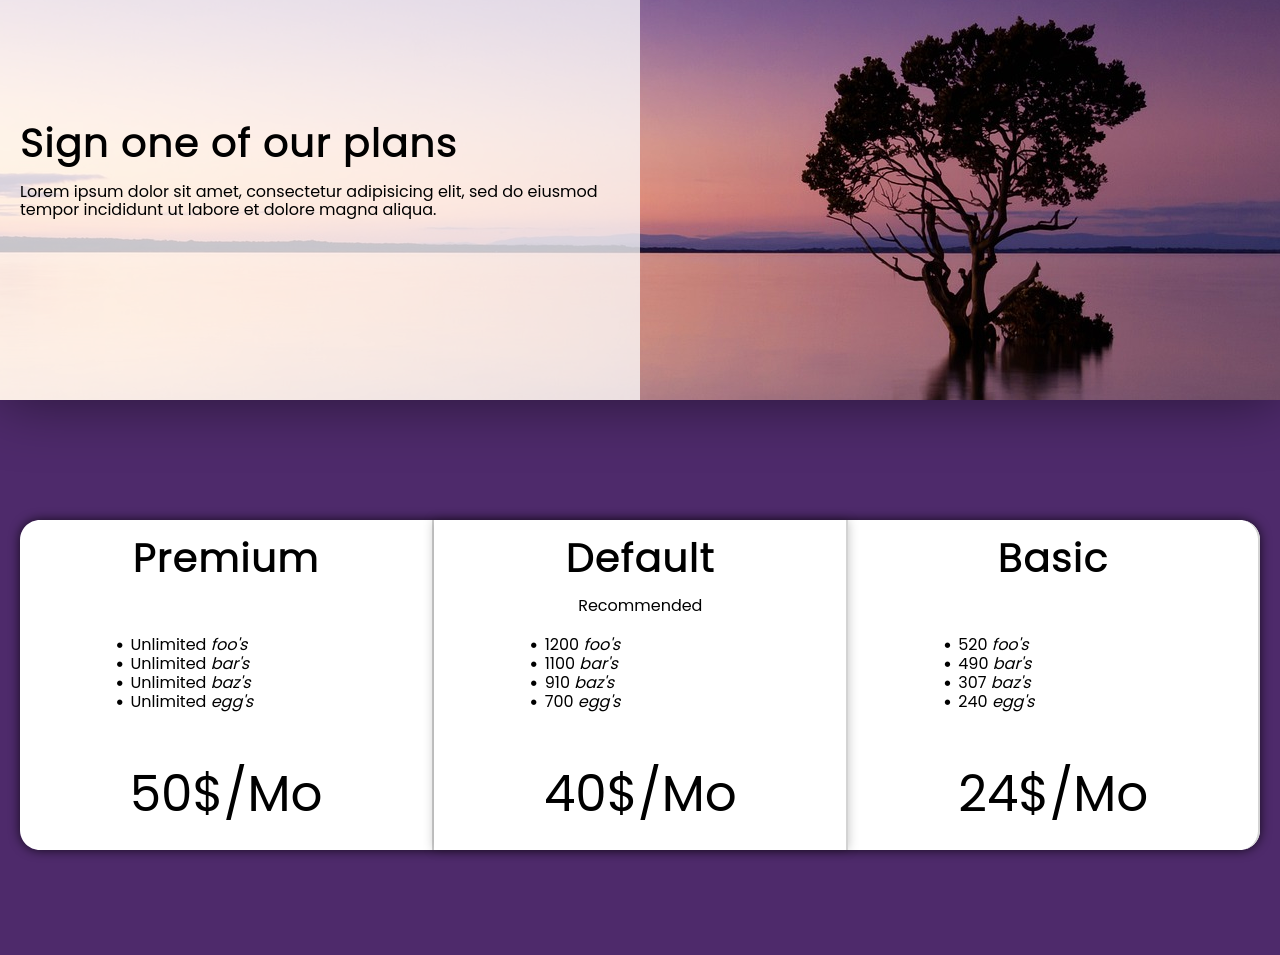 Sign one of our plans
Lorem ipsum dolor sit amet, consectetur adipisicing elit, sed do eiusmod
tempor incididunt ut labore et dolore magna aliqua.
Premium
Unlimited foo's
Unlimited bar's
Unlimited baz's
Unlimited egg's
50$/Mo
Default
Recommended
1200 foo's
1100 bar's
910 baz's
700 egg's
40$/Mo
Basic
520 foo's
490 bar's
307 baz's
240 egg's
24$/Mo